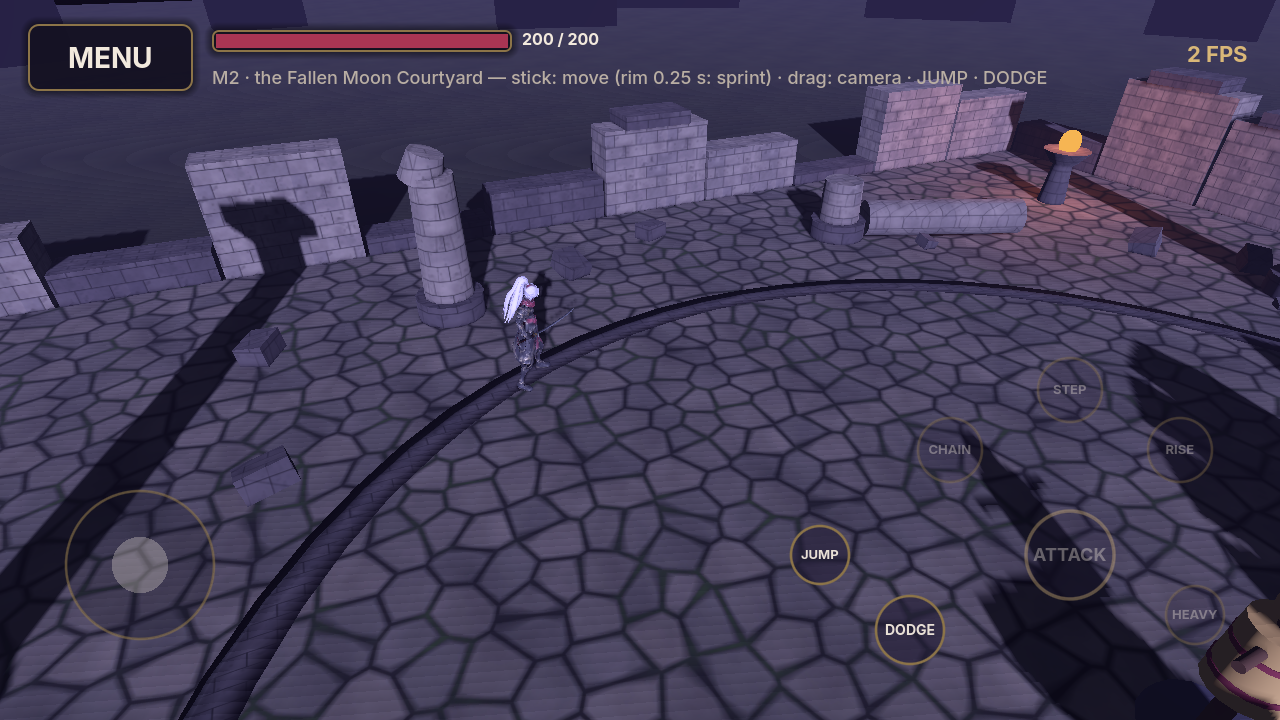 MENU
200 / 200
2 FPS
M2 · the Fallen Moon Courtyard — stick: move (rim 0.25 s: sprint) · drag: camera · JUMP · DODGE
STEP
CHAIN
RISE
JUMP
ATTACK
HEAVY
DODGE